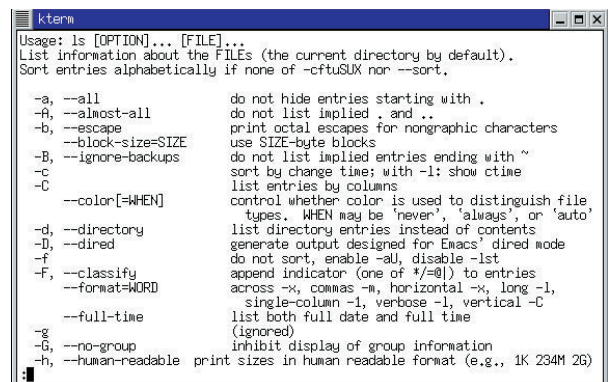 kterm
Usage: ls [OPTION]... [FILE]...
List information about the FILEs (the current directory by default).
Sort entries alphabetically if none of -cftuSUX nor --sort.
-a, --all do not hide entries starting with .
-A, --almost-all do not list implied . and ..
-b, --escape print octal escapes for nongraphic characters
--block-size=SIZE use SIZE-byte blocks
-B, --ignore-backups do not list implied entries ending with ~
-c sort by change time; with -l: show ctime
-C list entries by columns
--color[=WHEN] control whether color is used to distinguish file
types. WHEN may be `never', `always', or `auto'
-d, --directory list directory entries instead of contents
-D, --dired generate output designed for Emacs' dired mode
-f do not sort, enable -aU, disable -lst
-F, --classify append indicator (one of */=@|) to entries
--format=WORD across -x, commas -m, horizontal -x, long -l,
single-column -1, verbose -l, vertical -C
--full-time list both full date and full time
-g (ignored)
-G, --no-group inhibit display of group information
-h, --human-readable print sizes in human readable format (e.g., 1K 234M 2G)
: